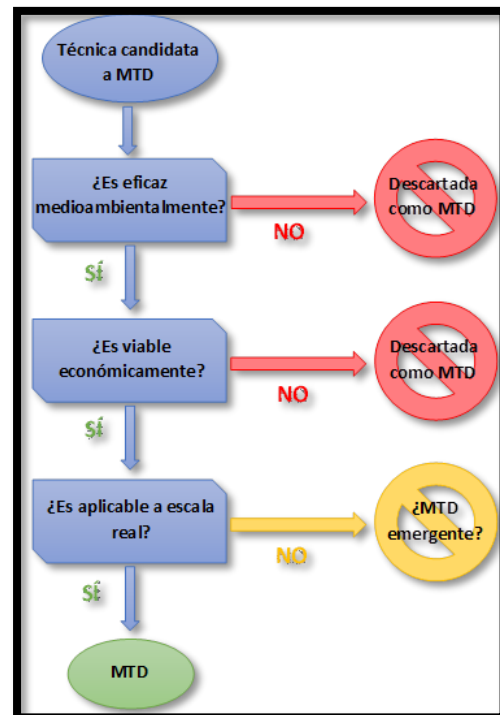 Técnica candidata
a MTD
¿Es eficaz
medioambientalmente?
NO
Descartada
como MTD
SÍ
¿Es viable
económicamente?
NO
Descartada
como MTD
SÍ
¿Es aplicable a escala
real?
NO
¿MTD
emergente?
SÍ
MTD